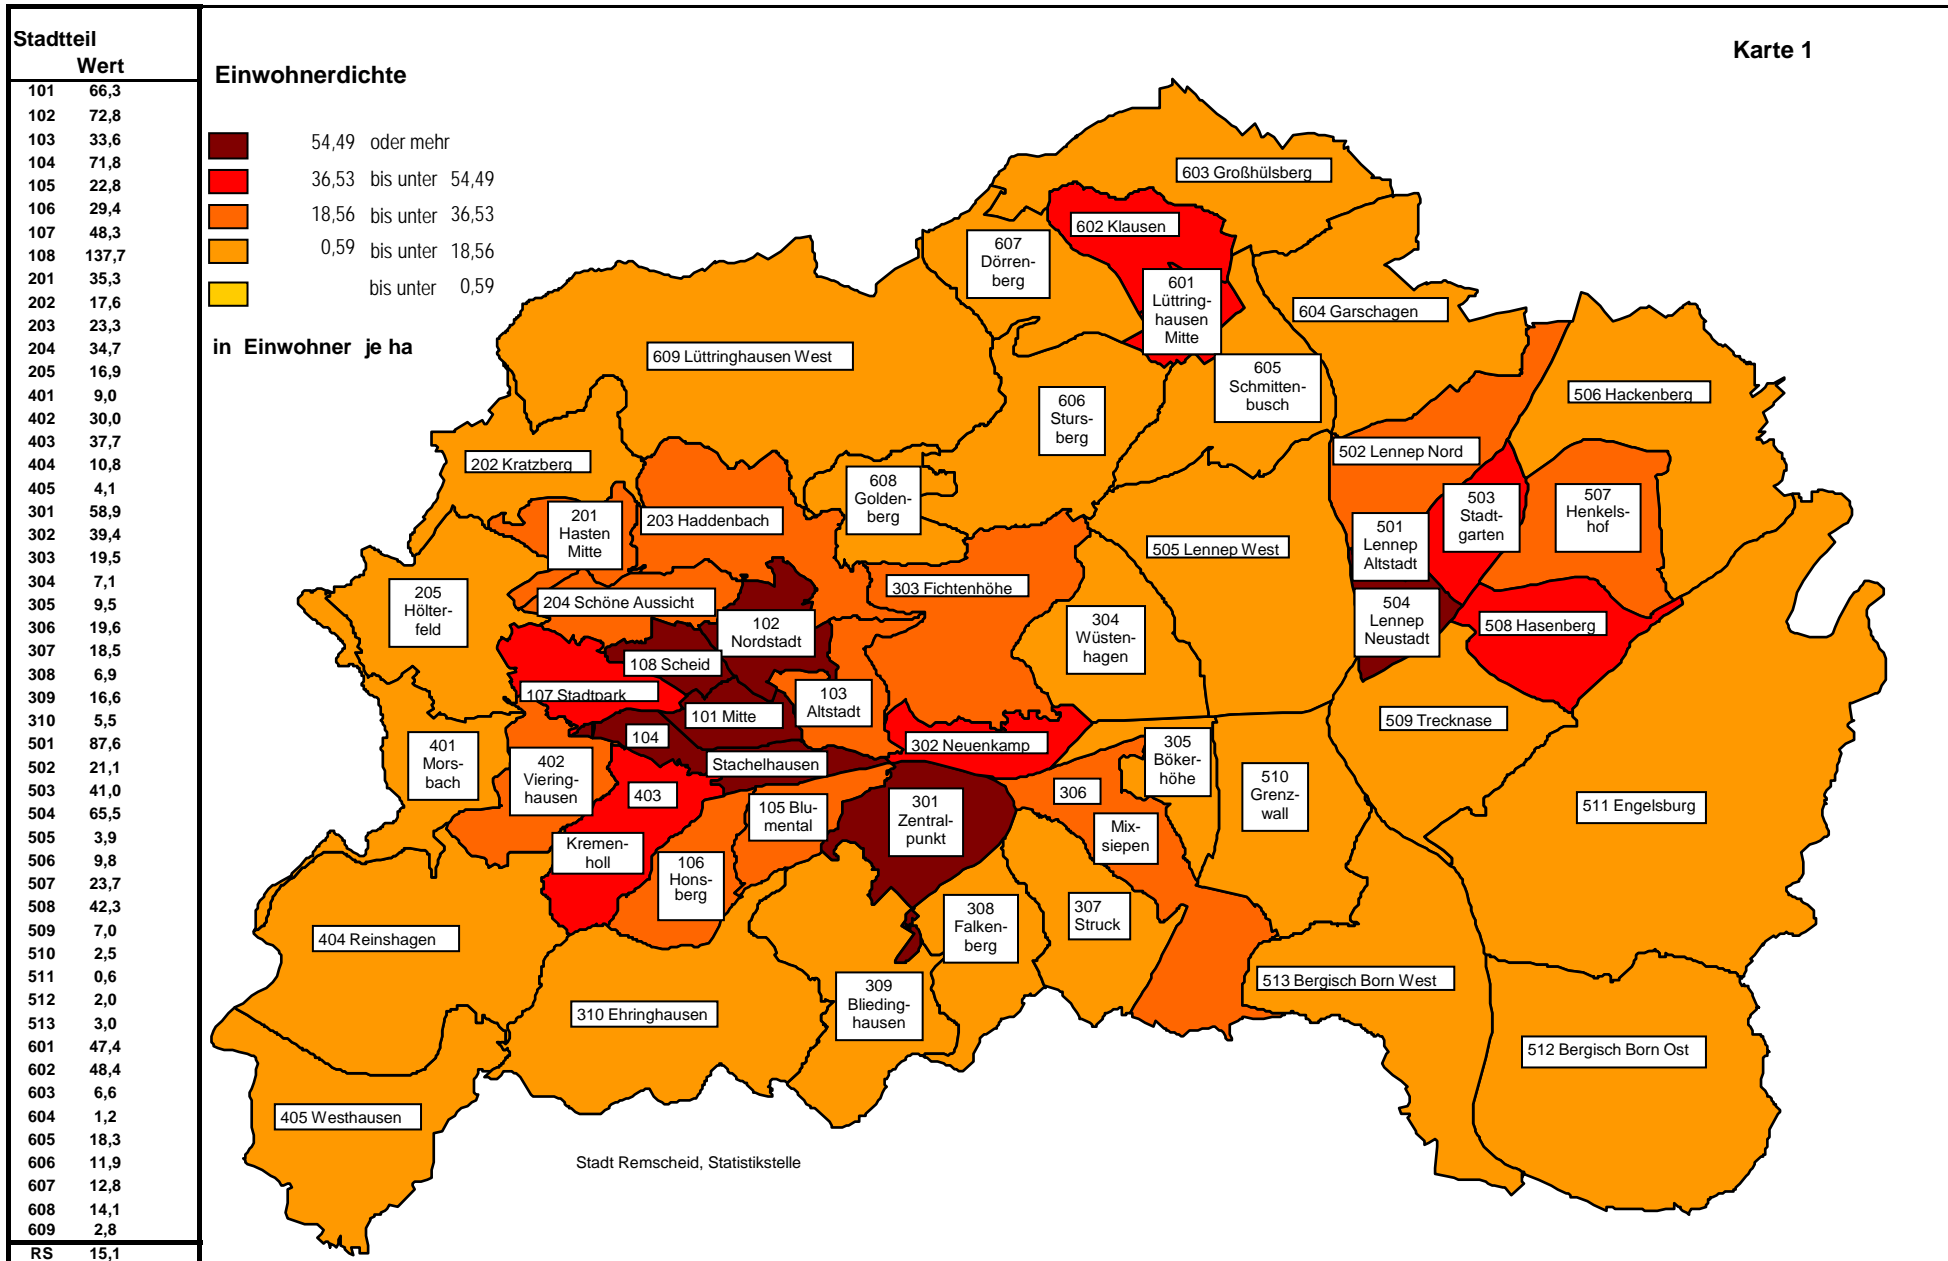 Stadtteil
Wert
101 66,3
102 72,8
103 33,6
104 71,8
105 22,8
106 29,4
107 48,3
108 137,7
201 35,3
202 17,6
203 23,3
204 34,7
205 16,9
401 9,0
402 30,0
403 37,7
404 10,8
405 4,1
301 58,9
302 39,4
303 19,5
304 7,1
305 9,5
306 19,6
307 18,5
308 6,9
309 16,6
310 5,5
501 87,6
502 21,1
503 41,0
504 65,5
505 3,9
506 9,8
507 23,7
508 42,3
509 7,0
510 2,5
511 0,6
512 2,0
513 3,0
601 47,4
602 48,4
603 6,6
604 1,2
605 18,3
606 11,9
607 12,8
608 14,1
609 2,8
RS 15,1
Karte 1
Einwohnerdichte
54,49 oder mehr
36,53 bis unter 54,49
18,56 bis unter 36,53
0,59 bis unter 18,56
bis unter 0,59
in Einwohner je ha
603 Großhülsberg
602 Klausen
607
Dörren-
berg
601
Lüttring-
hausen
Mitte
604 Garschagen
609 Lüttringhausen West
605
Schmitten-
busch
606
Sturs-
berg
506 Hackenberg
502 Lennep Nord
202 Kratzberg
608
Golden-
berg
503
Stadt-
garten
507
Henkels-
hof
201
Hasten
Mitte
203 Haddenbach
501
Lennep
Altstadt
505 Lennep West
303 Fichtenhöhe
205
Hölter-
feld
204 Schöne Aussicht
504
Lennep
Neustadt
102
Nordstadt
304
Wüsten-
hagen
508 Hasenberg
108 Scheid
107 Stadtpark
103
Altstadt
101 Mitte
509 Trecknase
104
Stachelhausen
302 Neuenkamp
401
Mors-
bach
402
Viering-
hausen
305
Böker-
höhe
510
Grenz-
wall
403
Kremen-
holl
105 Blu-
mental
301
Zentral-
punkt
306
Mix-
siepen
511 Engelsburg
106
Hons-
berg
308
Falken-
berg
307
Struck
404 Reinshagen
513 Bergisch Born West
309
Blieding-
hausen
310 Ehringhausen
512 Bergisch Born Ost
405 Westhausen
Stadt Remscheid, Statistikstelle